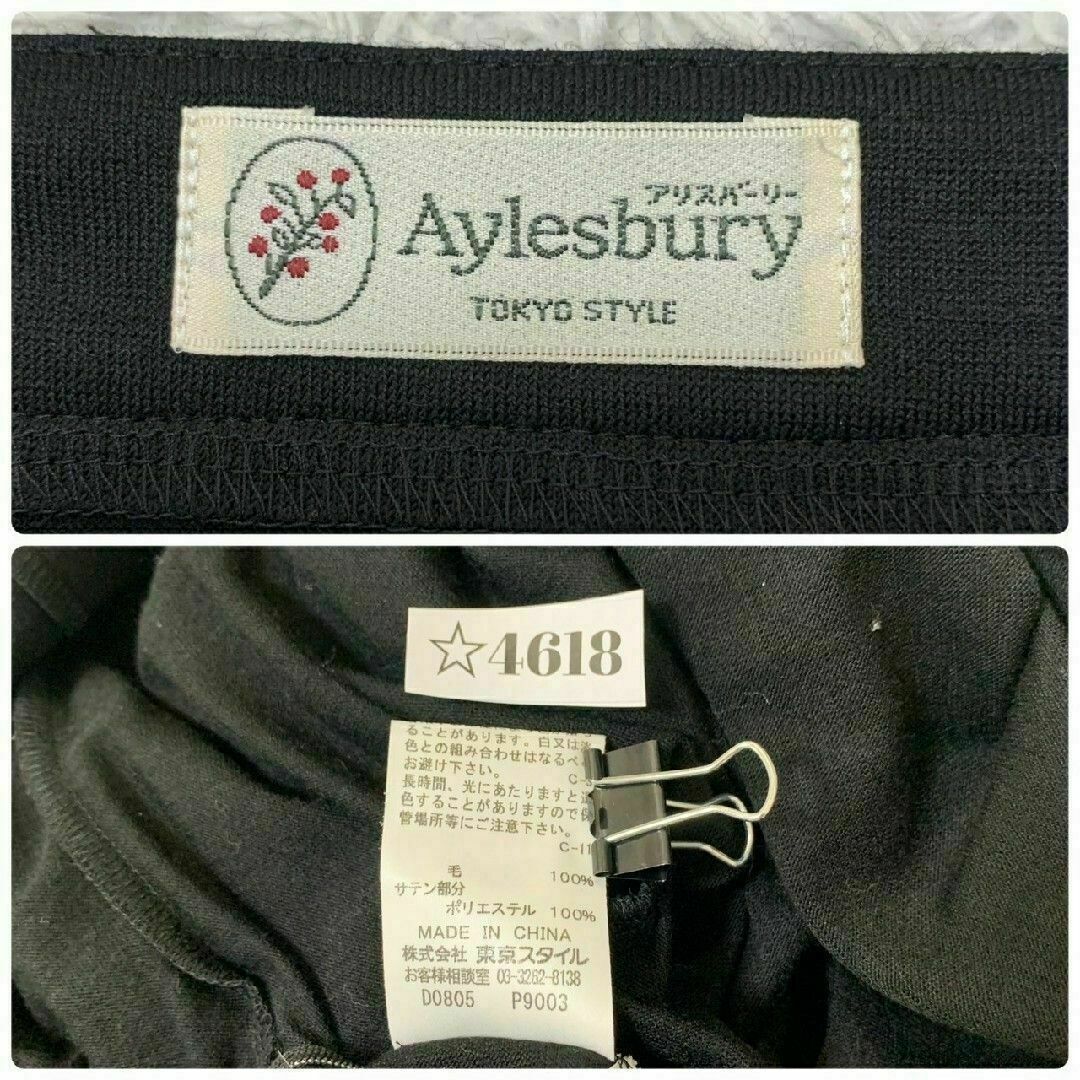 アリスバーリー
Aylesbury
TOKYO STYLE
☆4618
ることがあります。白又は淡
色との組み合わせはなるべ
お避け下さい。
長時間、光にあたりますと
色することがありますので保
管場所等にご注意下さい。
C-11
毛 100%
サテン部分
ポリエステル 100%
MADE IN CHINA
株式会社 東京スタイル
お客様相談室 03-3262-8138
D0805 P9003